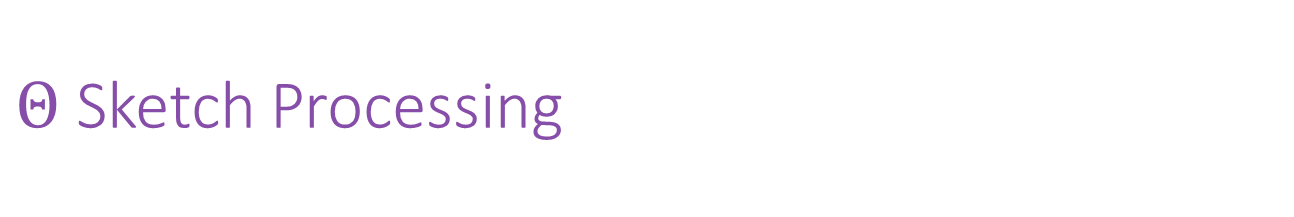 Θ Sketch Processing